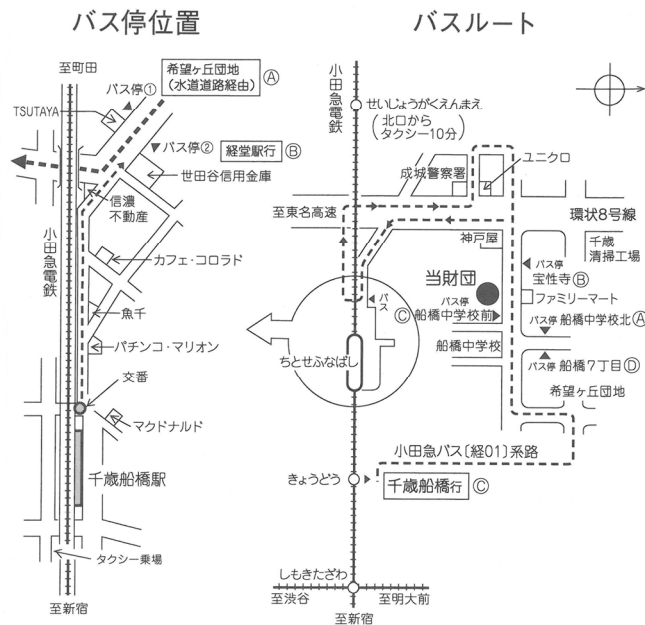 バス停位置
至町田
バス停①
希望ヶ丘団地
(水道道路経由)
Ⓐ
TSUTAYA
バス停②
経堂駅行
Ⓑ
世田谷信用金庫
信濃
不動産
小田急電鉄
カフェ・コロラド
魚千
パチンコ・マリオン
交番
マクドナルド
千歳船橋駅
タクシー乗場
至新宿
バスルート
小田急電鉄
せいじょうがくえんまえ
(北口から
タクシー10分)
成城警察署
ユニクロ
至東名高速
環状8号線
神戸屋
千歳
清掃工場
当財団
バス停
宝性寺Ⓑ
バス
バス停
ファミリーマート
Ⓒ船橋中学校前
バス停 船橋中学校北Ⓐ
ちとせふなばし
船橋中学校
バス停 船橋7丁目Ⓓ
希望ヶ丘団地
小田急バス〔経01〕系路
きょうどう
千歳船橋行
Ⓒ
しもきたざわ
至渋谷
至明大前
至新宿